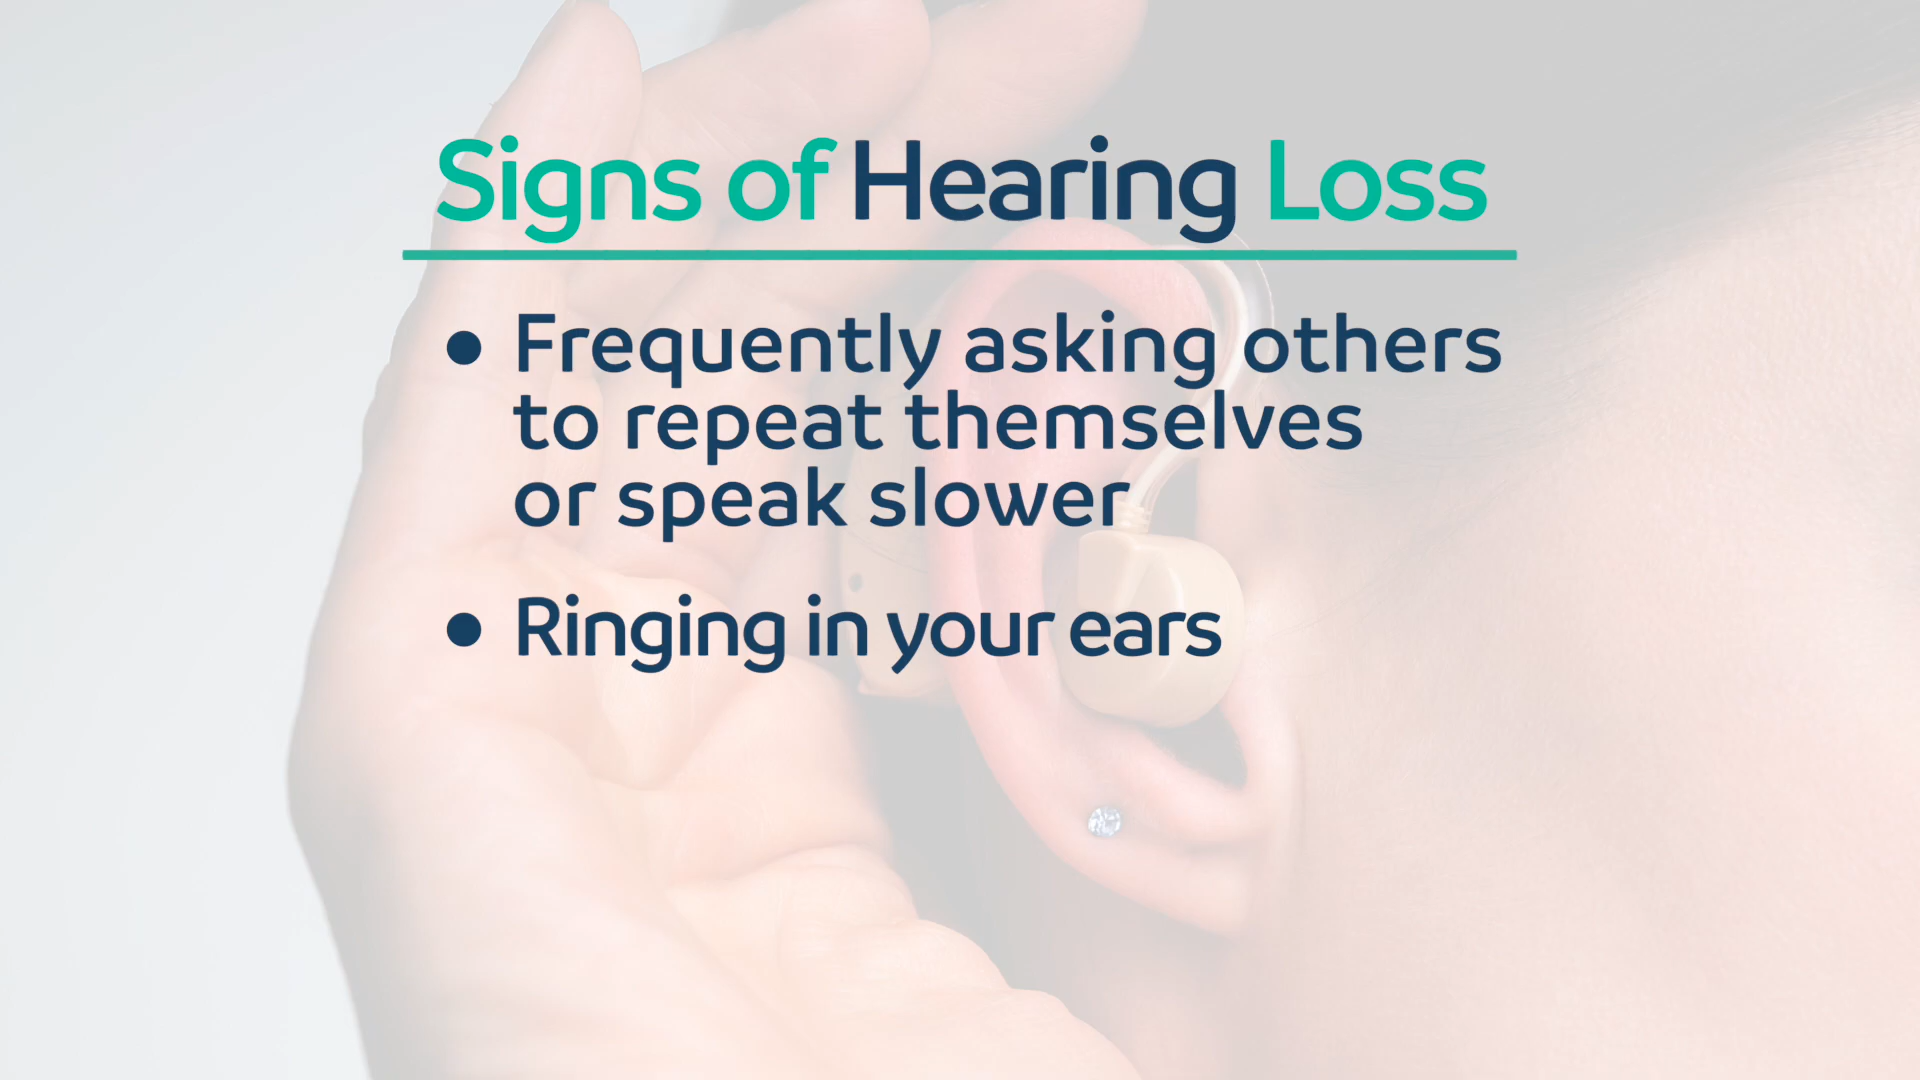 Signs of Hearing Loss
• Frequently asking others
to repeat themselves
or speak slower
• Ringing in your ears